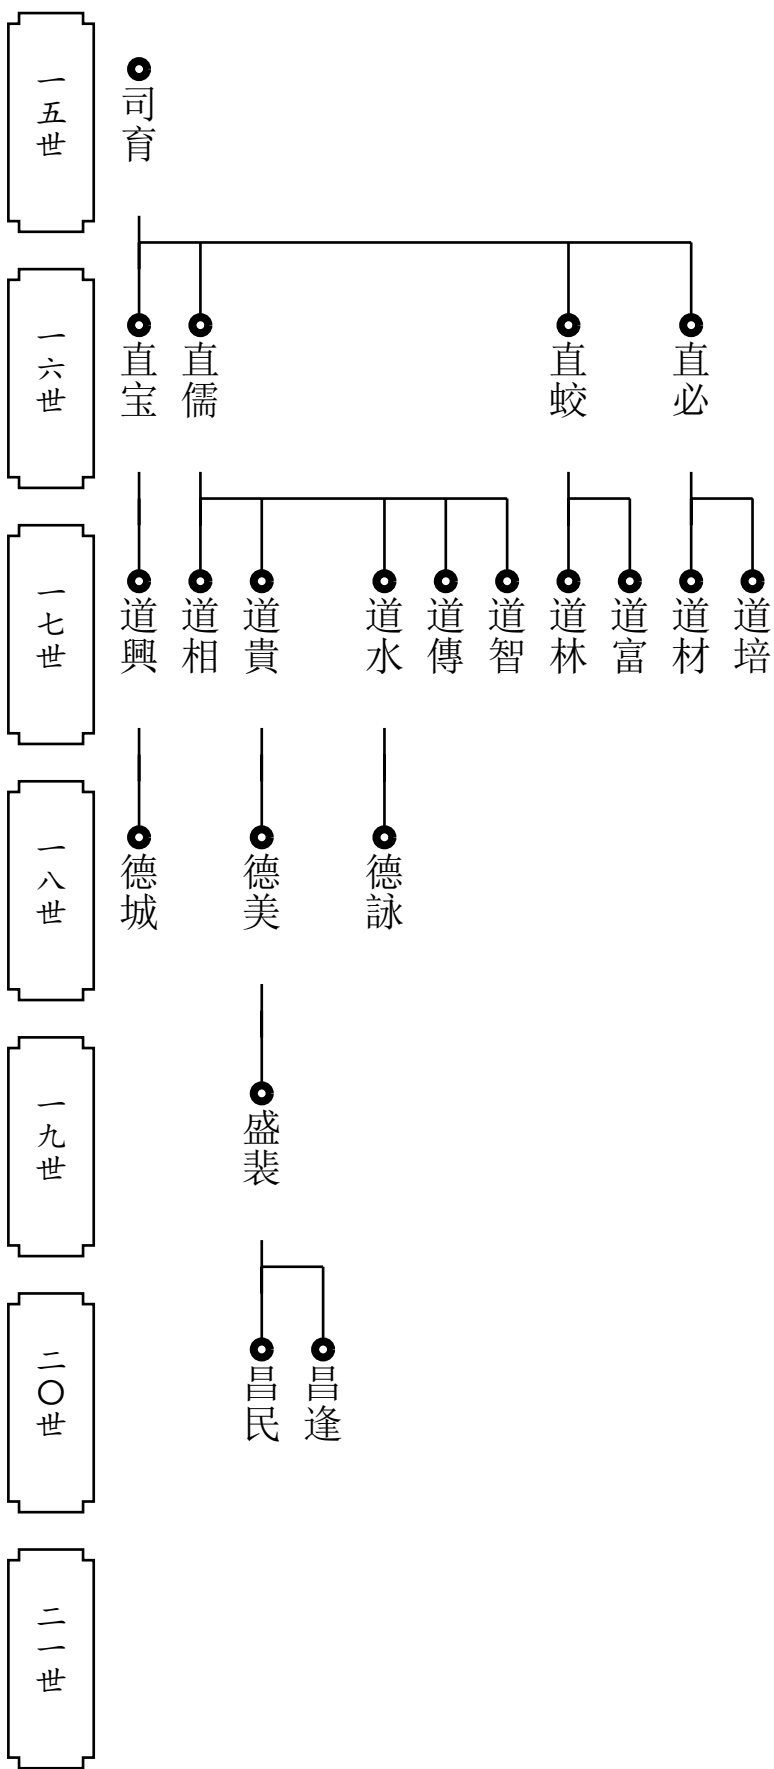 一五世
司育
一六世
直宝
直儒
直蛟
直必
一七世
道興
道相
道貴
道水
道傳
道智
道林
道富
道材
道培
一八世
德城
德美
德詠
一九世
盛裴
二〇世
昌民
昌逢
二一世